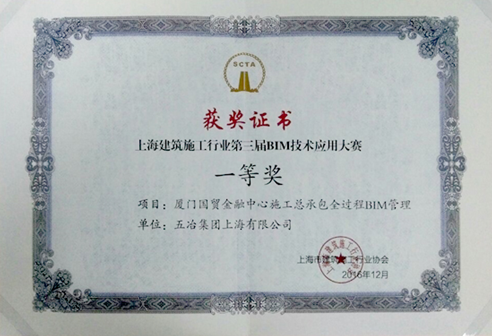 SCTA
获奖证书
上海建筑施工行业第三届BIM技术应用大赛
一等奖
项目：厦门国贸金融中心施工总承包全过程BIM管理
单位：五冶集团上海有限公司
上海市建筑施工行业协会
2016年12月